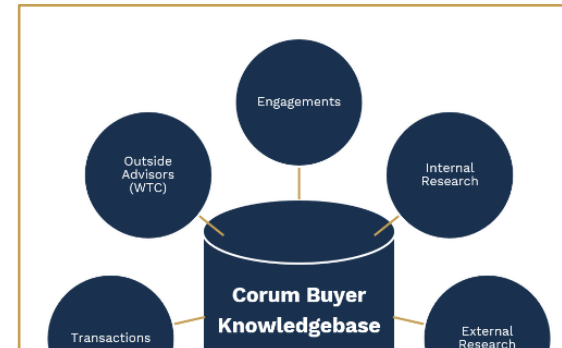 Engagements
Outside
Advisors
(WTC)
Internal
Research
Corum Buyer
Knowledgebase
Transactions
External
Research